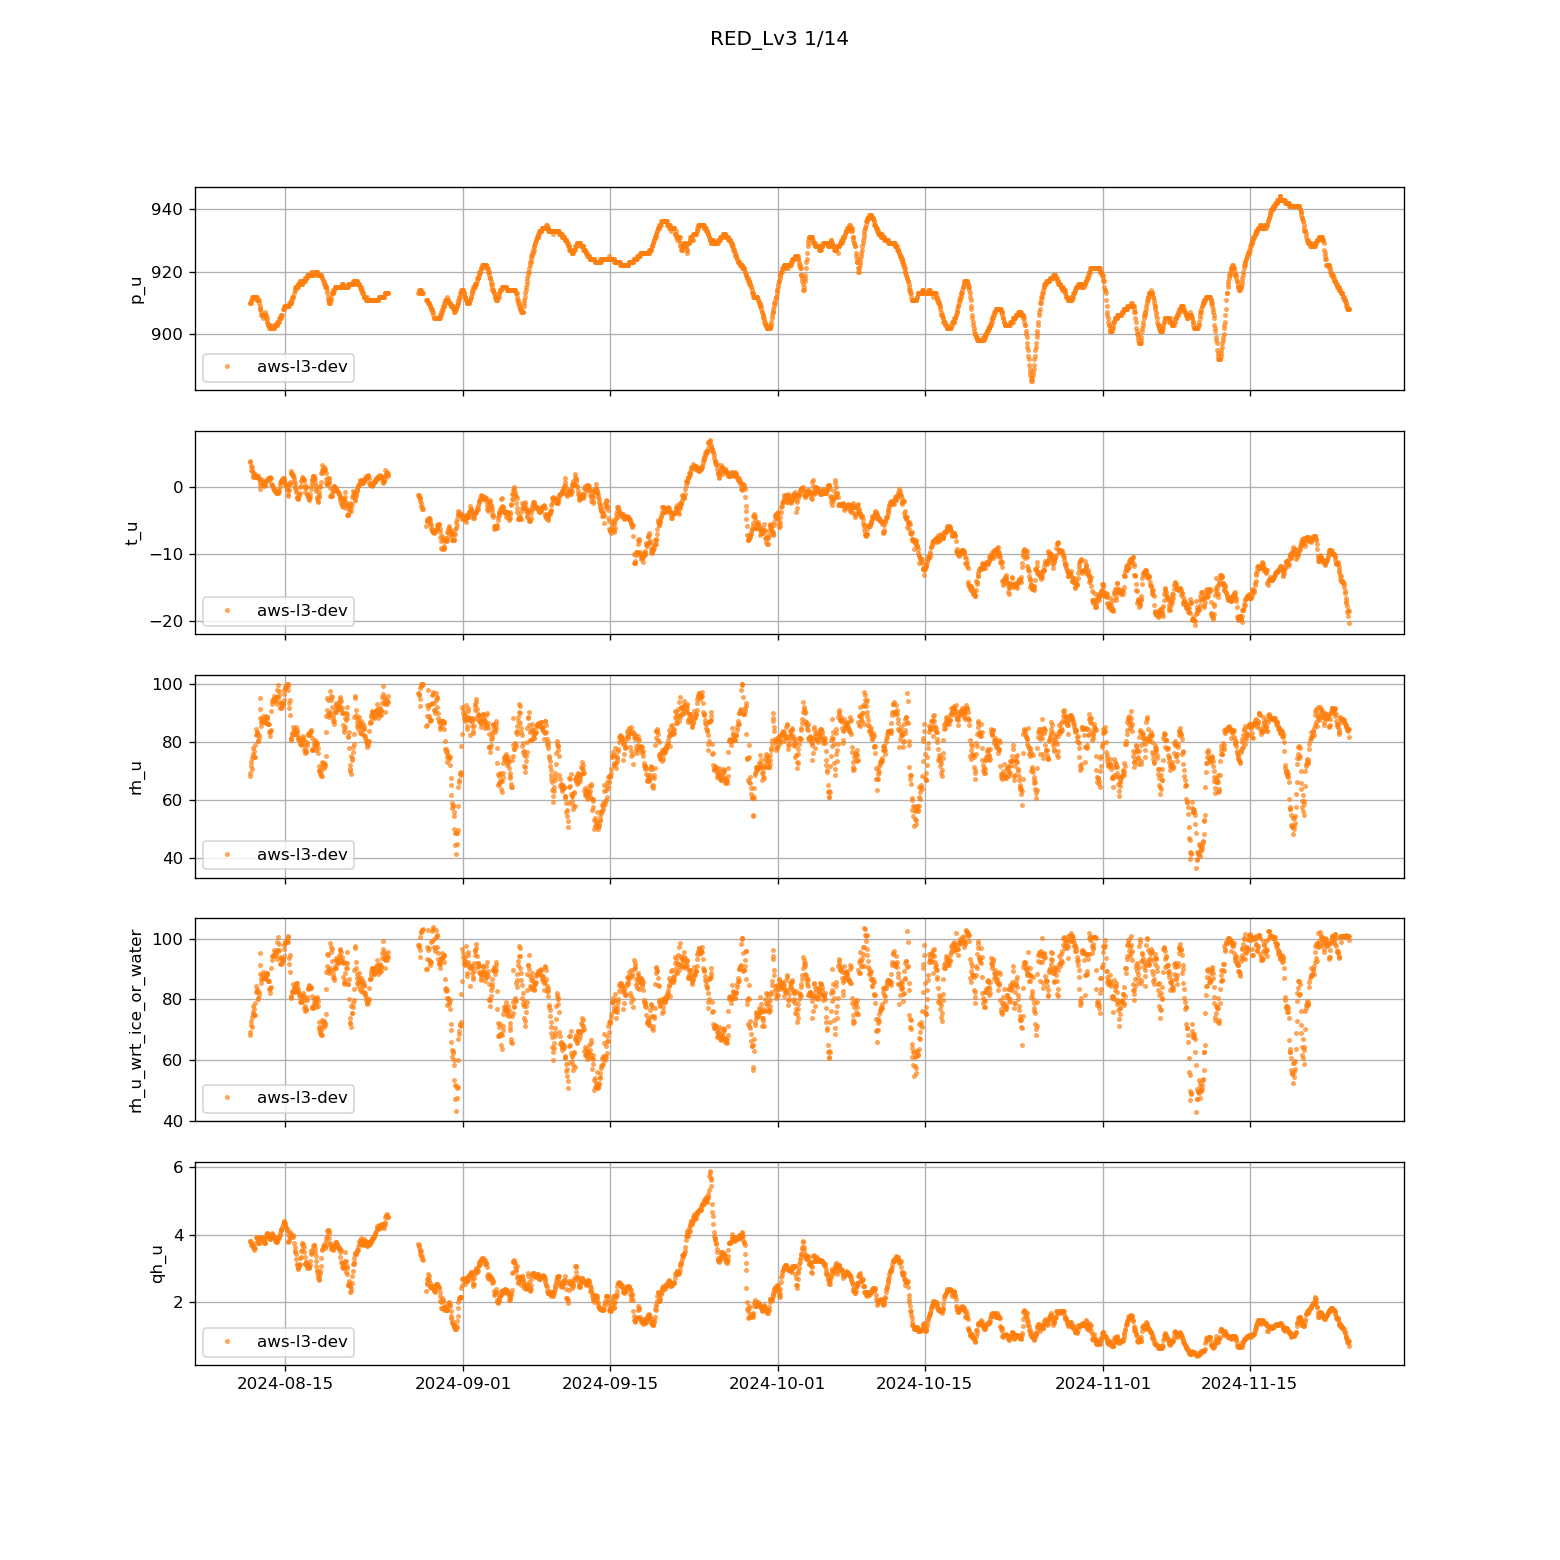 RED_Lv3 1/14
940
920
900
p_u
aws-l3-dev
0
−10
−20
t_u
aws-l3-dev
100
80
60
40
rh_u
aws-l3-dev
100
80
60
40
rh_u_wrt_ice_or_water
aws-l3-dev
6
4
2
qh_u
aws-l3-dev
2024-08-15 2024-09-01 2024-09-15 2024-10-01 2024-10-15 2024-11-01 2024-11-15